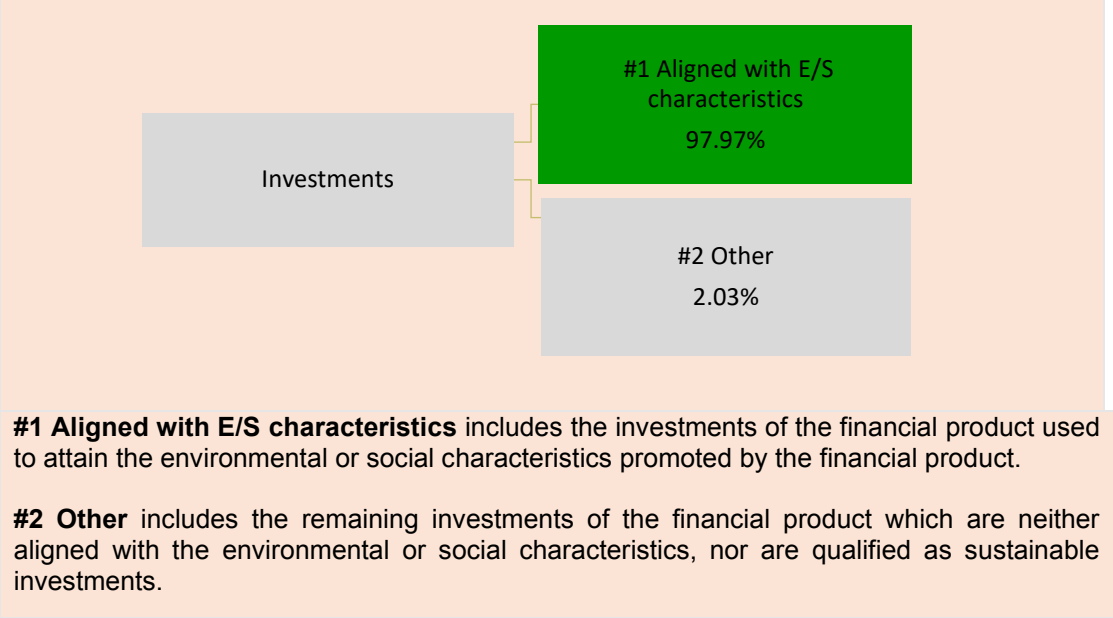 #1 Aligned with E/S
characteristics
97.97%
Investments
#2 Other
2.03%
#1 Aligned with E/S characteristics includes the investments of the financial product used
to attain the environmental or social characteristics promoted by the financial product.
#2 Other includes the remaining investments of the financial product which are neither
aligned with the environmental or social characteristics, nor are qualified as sustainable
investments.